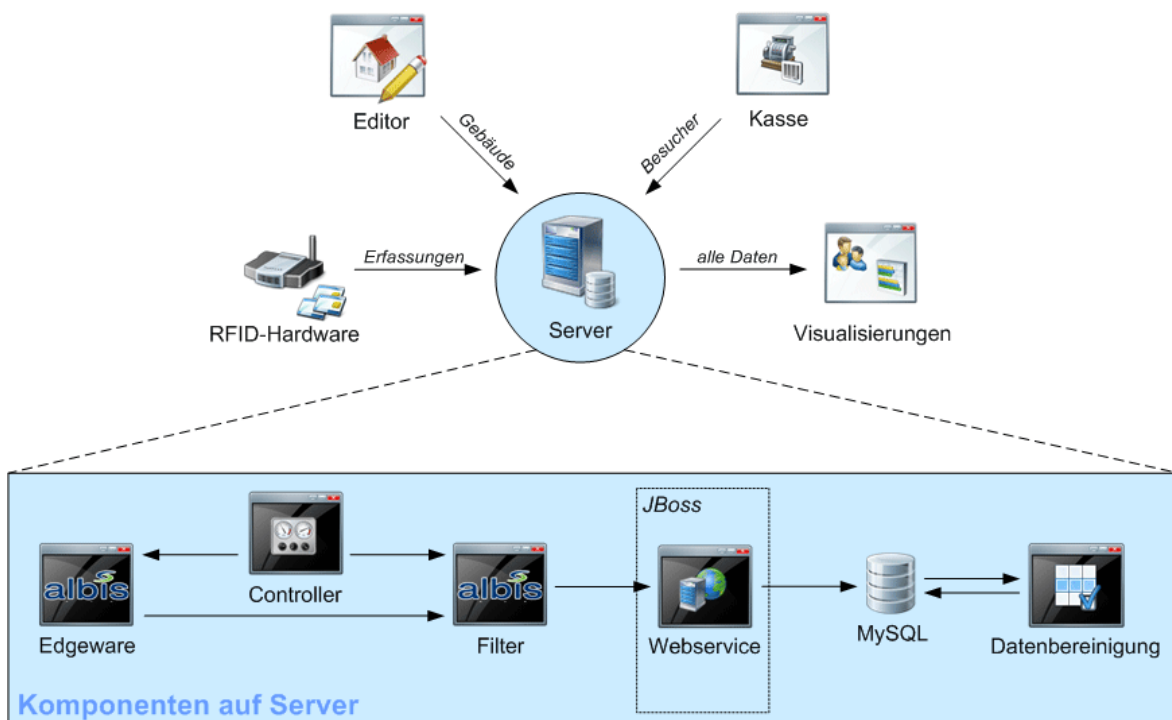 Editor
Kasse
Gebäude
Besucher
Erfassungen
alle Daten
RFID-Hardware
Server
Visualisierungen
JBoss
albis
albis
Controller
Edgeware
Filter
Webservice
MySQL
Datenbereinigung
Komponenten auf Server